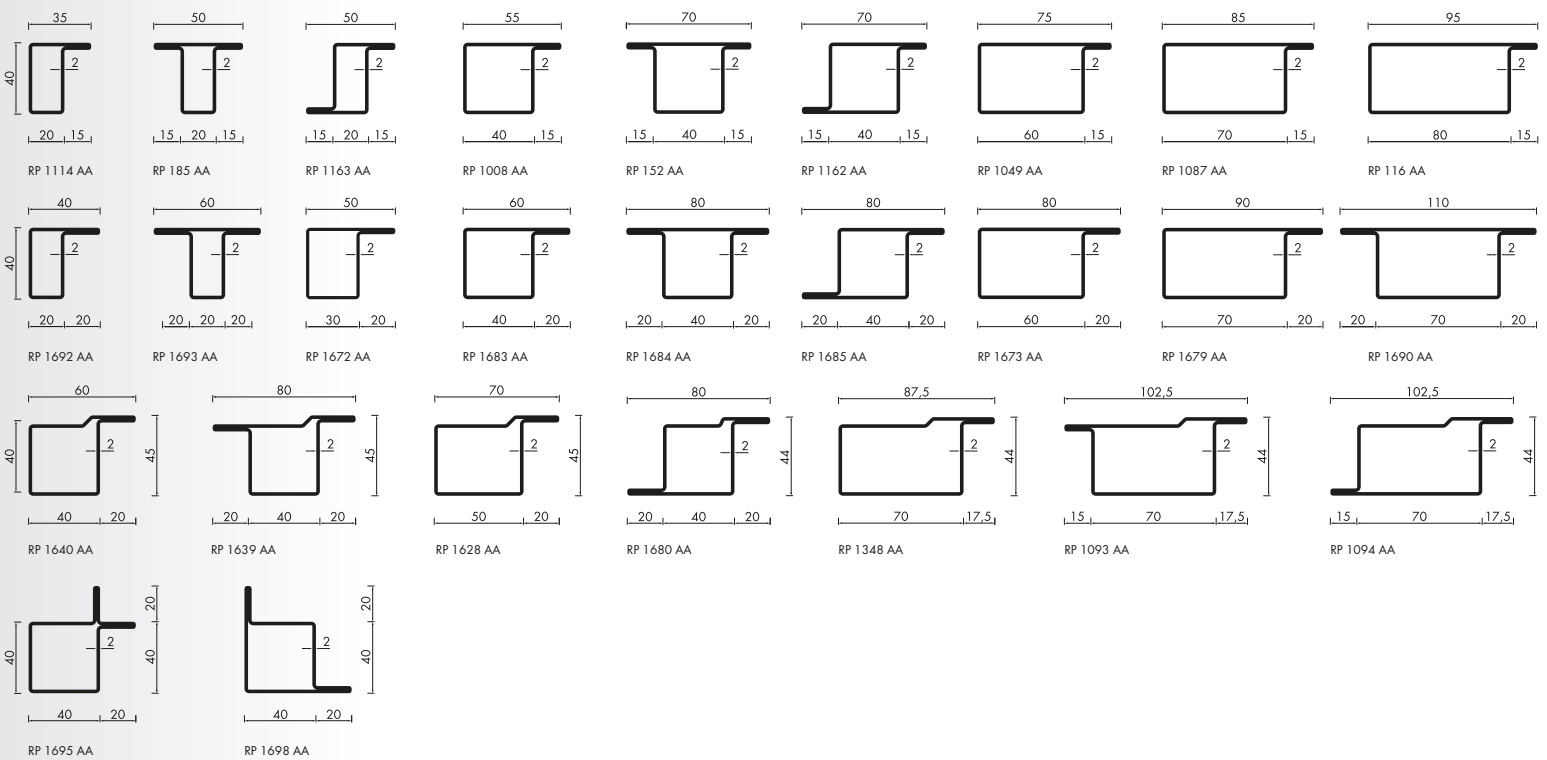 35 50 50 55 70 70 75 85 95
40 2 2 2 2 2 2 2 2 2
20 15 15 20 15 15 20 15 40 15 15 40 15 15 40 15 60 15 70 15 80 15
RP 1114 AA RP 185 AA RP 1163 AA RP 1008 AA RP 152 AA RP 1162 AA RP 1049 AA RP 1087 AA RP 116 AA
40 60 50 60 80 80 80 90 110
40 2 2 2 2 2 2 2 2 2
20 20 20 20 20 30 20 40 20 20 40 20 20 40 20 60 20 70 20 20 70 20
RP 1692 AA RP 1693 AA RP 1672 AA RP 1683 AA RP 1684 AA RP 1685 AA RP 1673 AA RP 1679 AA RP 1690 AA
60 80 70 80 87,5 102,5 102,5
40 2 45 2 45 2 45 2 44 2 44 2 44 2 44
40 20 20 40 20 50 20 20 40 20 70 17,5 15 70 17,5 15 70 17,5
RP 1640 AA RP 1639 AA RP 1628 AA RP 1680 AA RP 1348 AA RP 1093 AA RP 1094 AA
20 20
40 2 40 2 40
40 20 40 20
RP 1695 AA RP 1698 AA